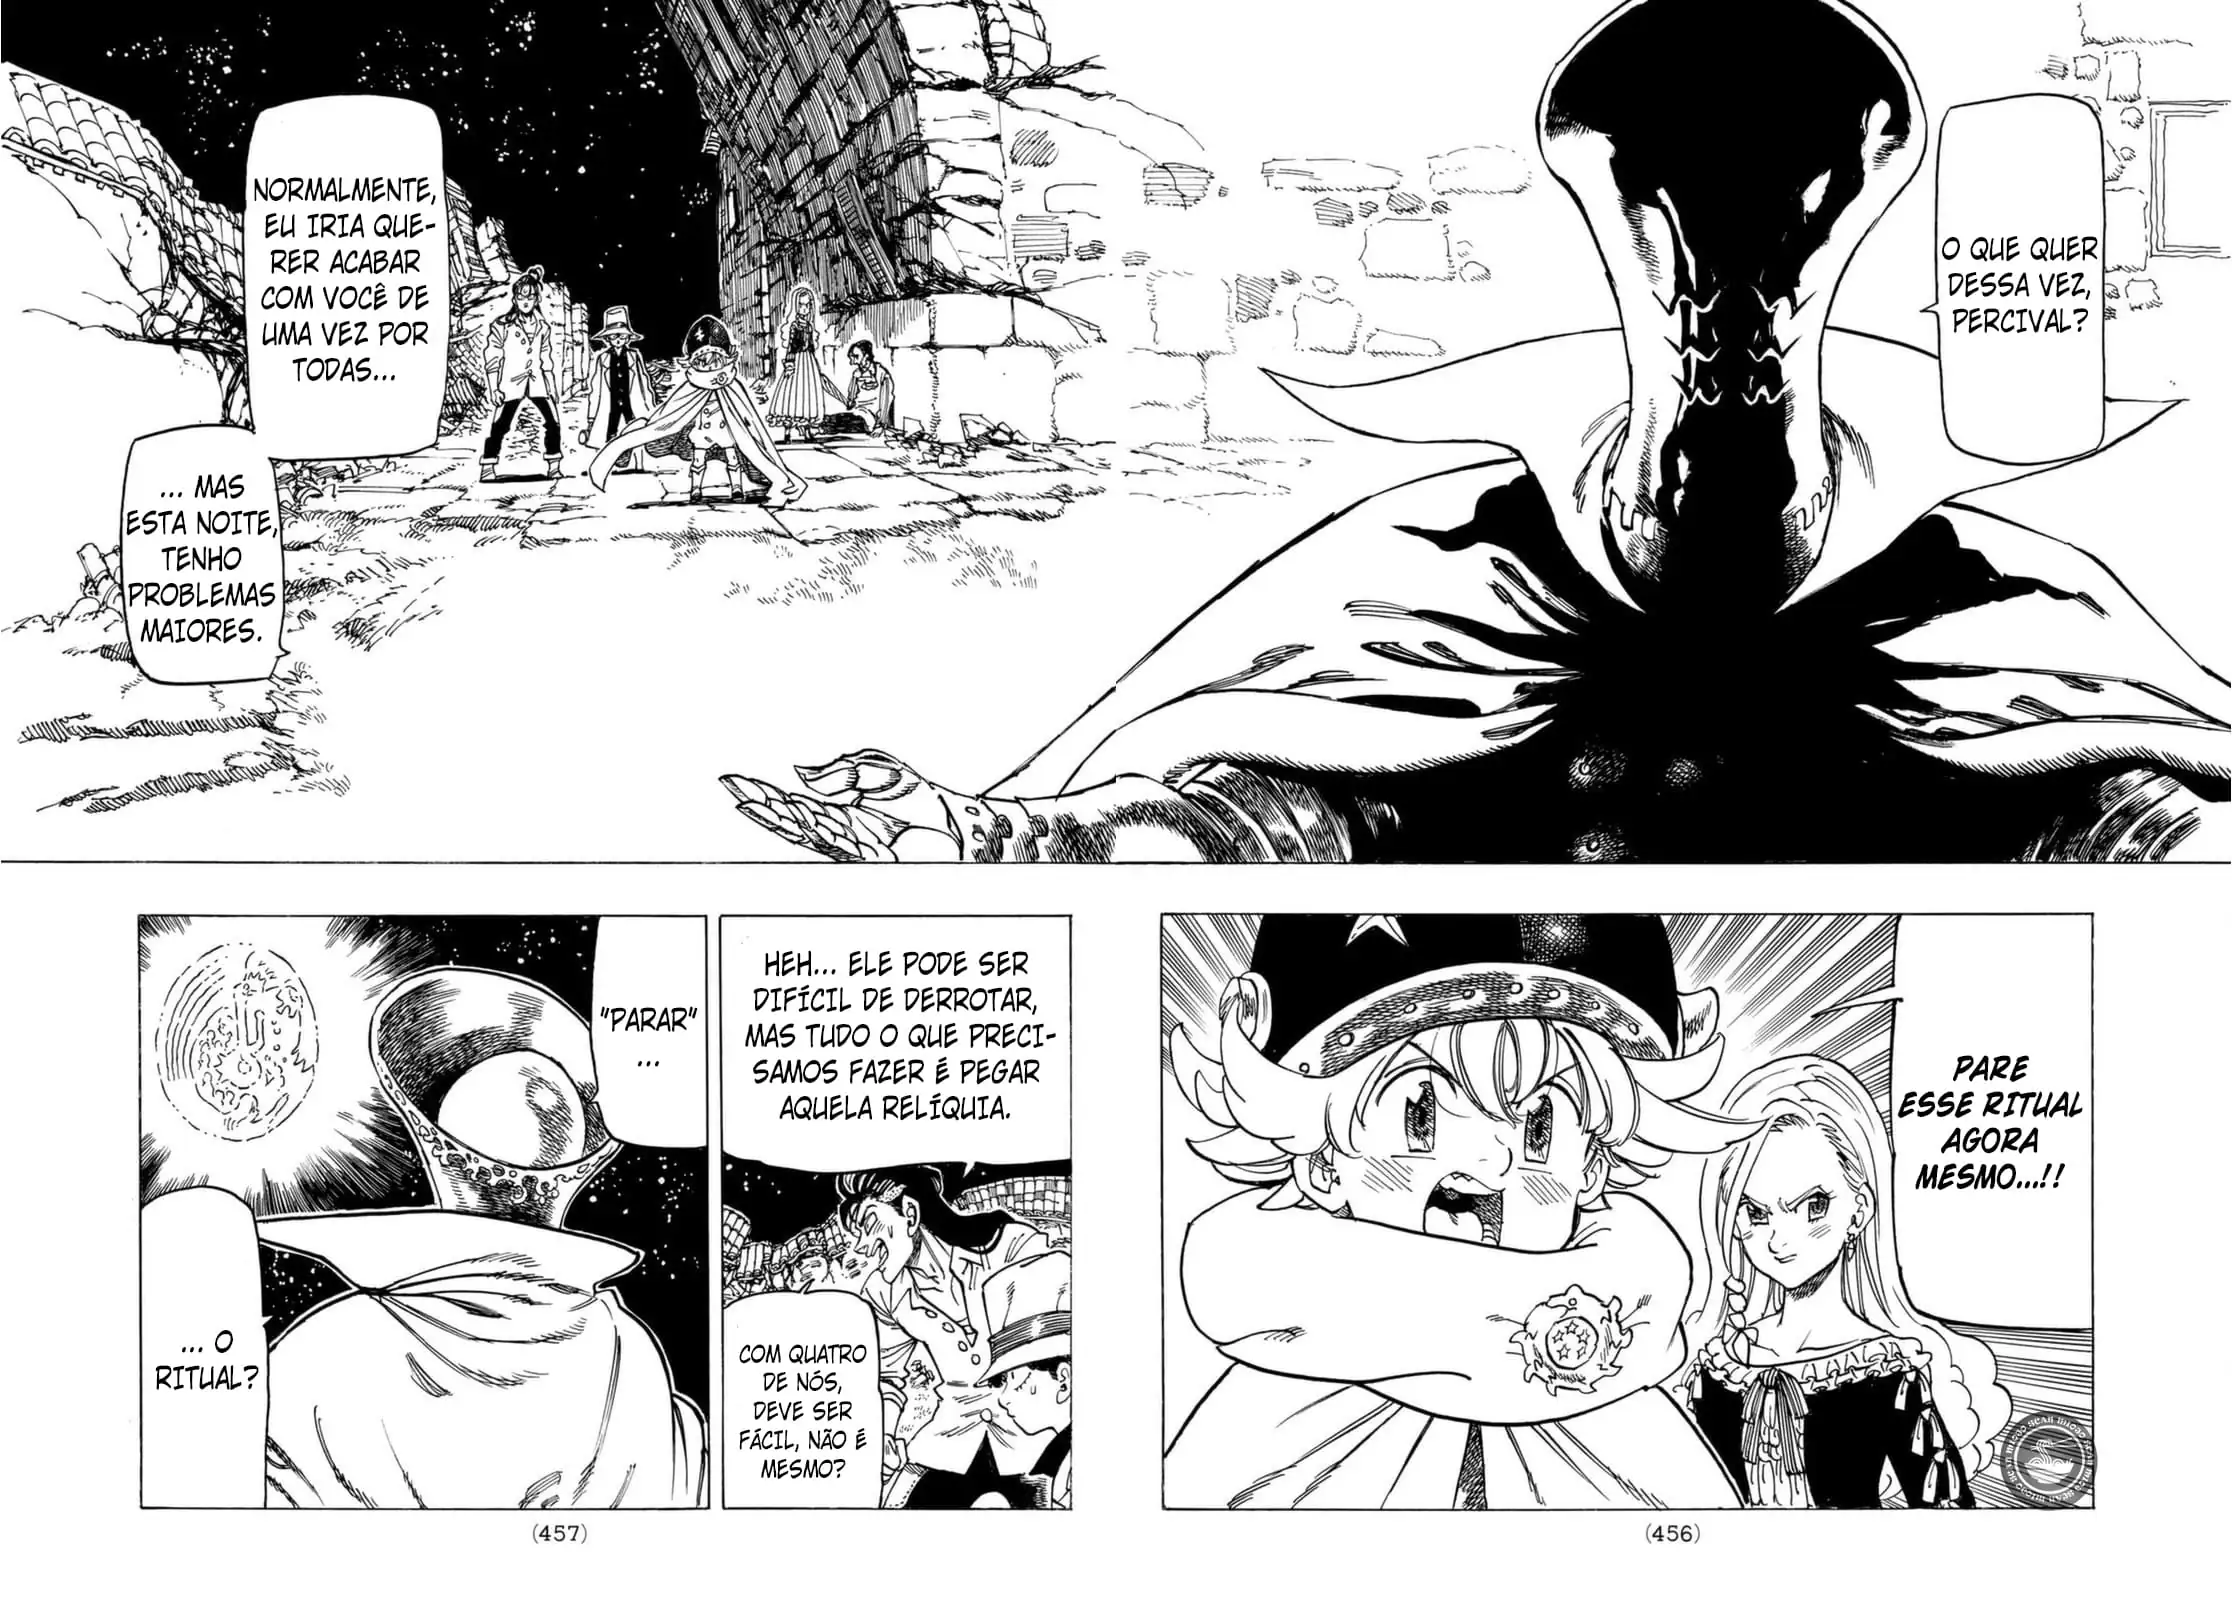 O QUE QUER
DESSA VEZ,
PERCIVAL?
NORMALMENTE,
EU IRIA QUE-
RER ACABAR
COM VOCÊ DE
UMA VEZ POR
TODAS...
... MAS
ESTA NOITE,
TENHO
PROBLEMAS
MAIORES.
PARE
ESSE RITUAL
AGORA
MESMO...!!
HEH... ELE PODE SER
DIFÍCIL DE DERROTAR,
MAS TUDO O QUE PRECI-
SAMOS FAZER É PEGAR
AQUELA RELÍQUIA.
COM QUATRO
DE NÓS,
DEVE SER
FÁCIL, NÃO É
MESMO?
"PARAR"
...
... O
RITUAL?
(456)
(457)